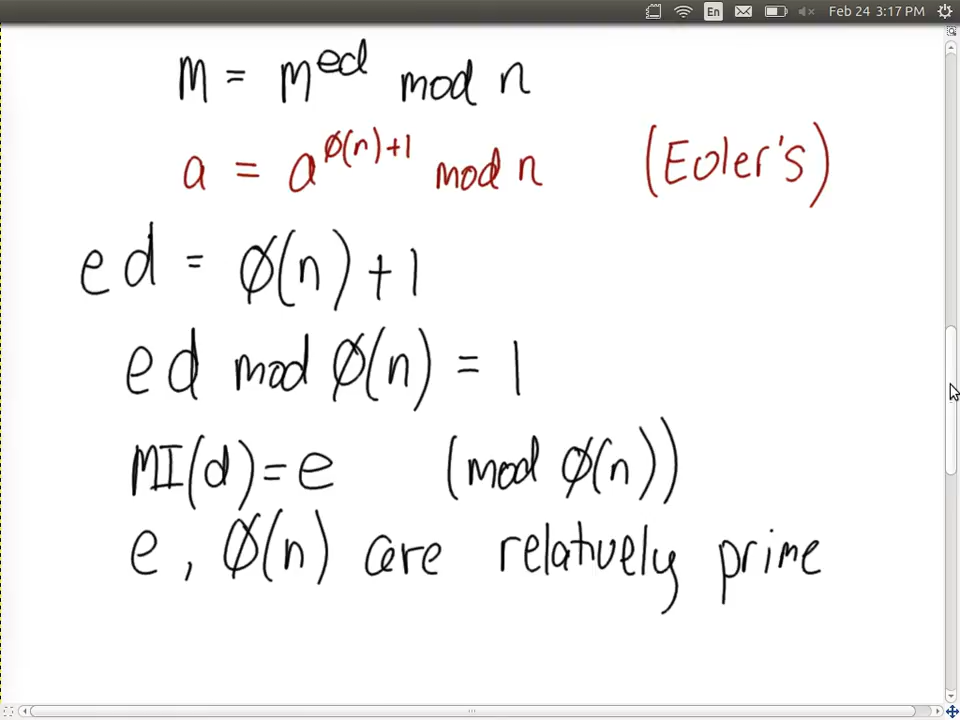 En Feb 24 3:17 PM
m = m^ed mod n
a = a^ø(n)+1 mod n (Euler's)
ed = ø(n)+1
ed mod ø(n) = 1
MI(d)=e (mod ø(n))
e, ø(n) are relatively prime